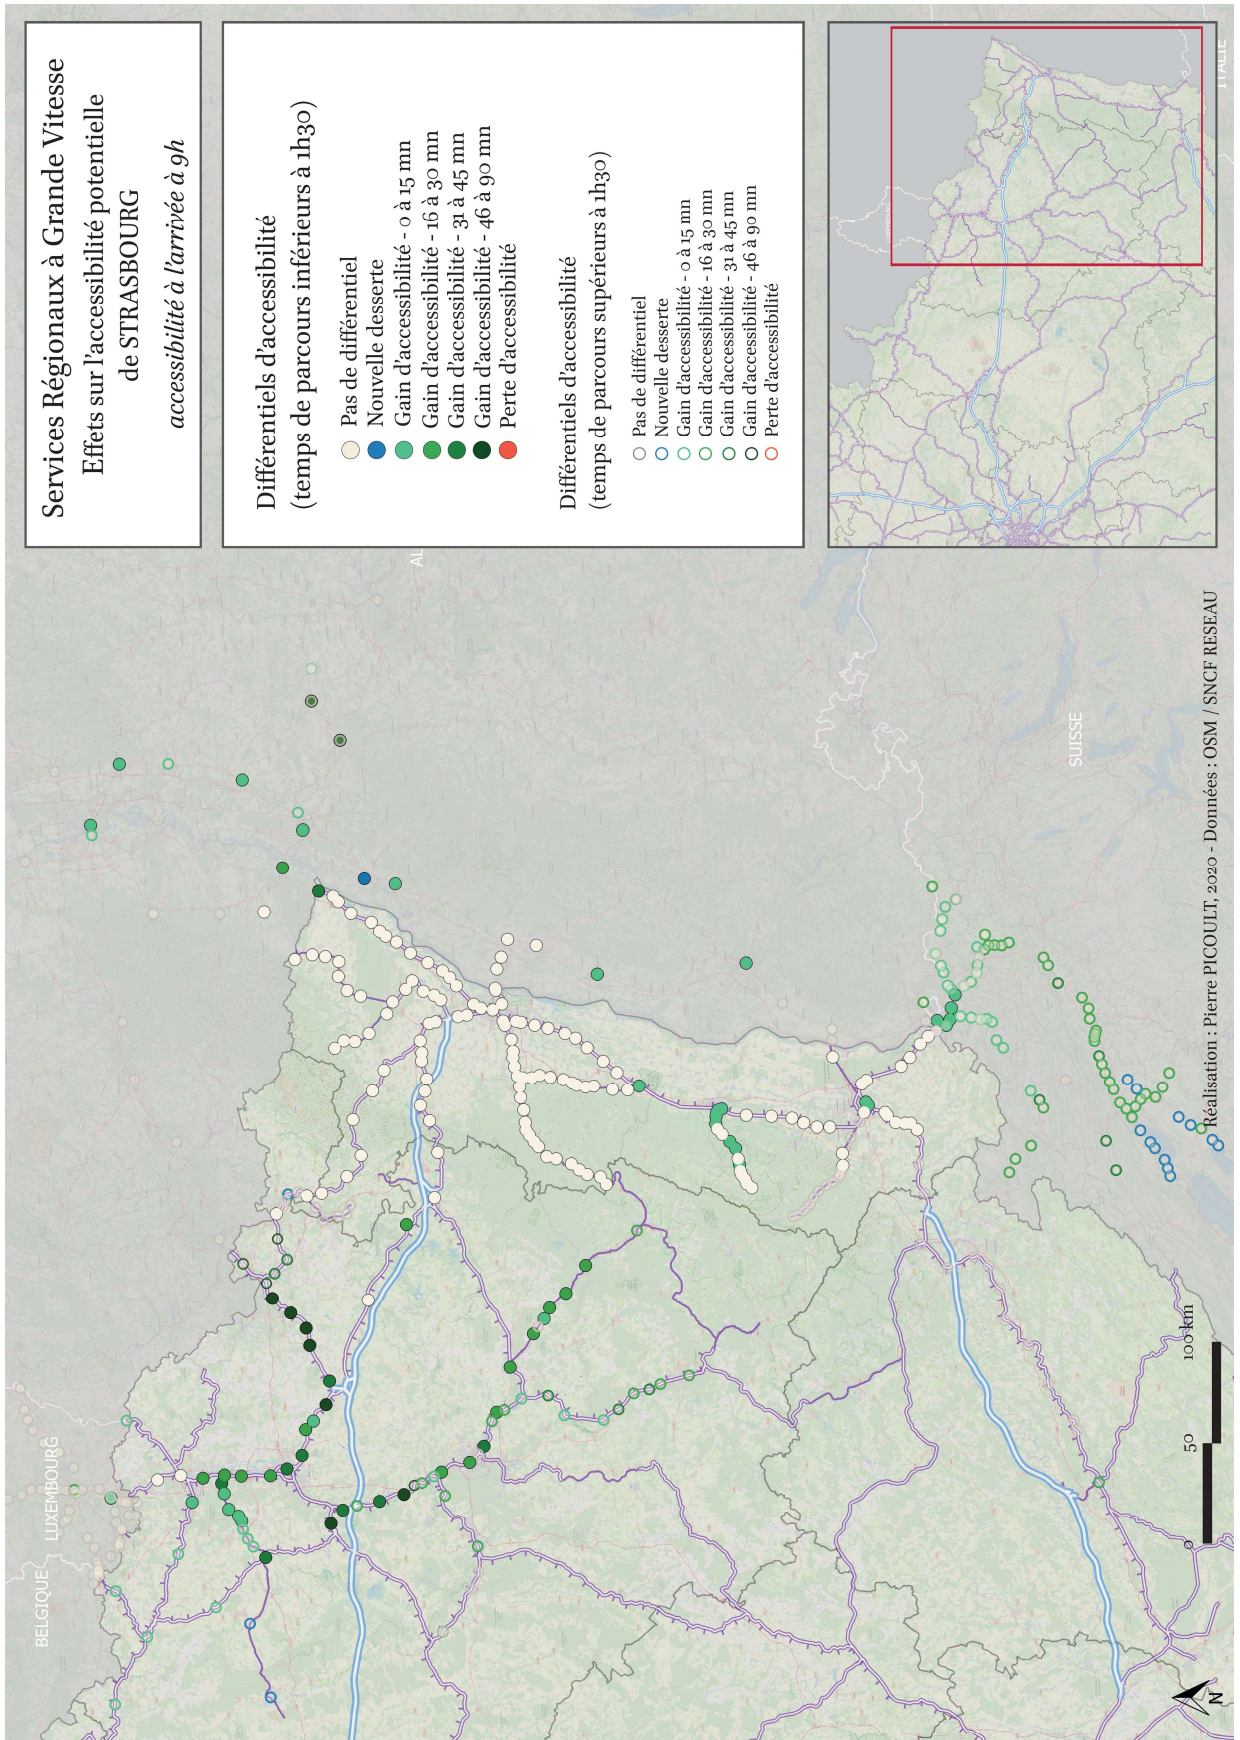 Services Régionaux à Grande Vitesse
Effets sur l'accessibilité potentielle
de STRASBOURG
accessibilité à l'arrivée à 9h
Différentiels d'accessibilité
(temps de parcours inférieurs à 1h30)
Pas de différentiel
Nouvelle desserte
Gain d'accessibilité - 0 à 15 mn
Gain d'accessibilité - 16 à 30 mn
Gain d'accessibilité - 31 à 45 mn
Gain d'accessibilité - 46 à 90 mn
Perte d'accessibilité
Différentiels d'accessibilité
(temps de parcours supérieurs à 1h30)
Pas de différentiel
Nouvelle desserte
Gain d'accessibilité - 0 à 15 mn
Gain d'accessibilité - 16 à 30 mn
Gain d'accessibilité - 31 à 45 mn
Gain d'accessibilité - 46 à 90 mn
Perte d'accessibilité
BELGIQUE
LUXEMBOURG
AL
SUISSE
ITALIE
N
0 50 100 km
Réalisation : Pierre PICOULT, 2020 - Données : OSM / SNCF RESEAU